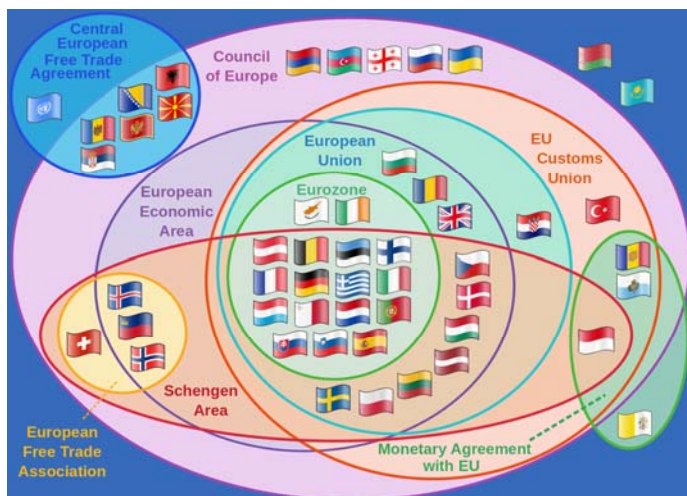 Central
European
Free Trade
Agreement
Council
of Europe
European
Union
EU
Customs
Union
Eurozone
European
Economic
Area
Schengen
Area
European
Free Trade
Association
Monetary Agreement
with EU